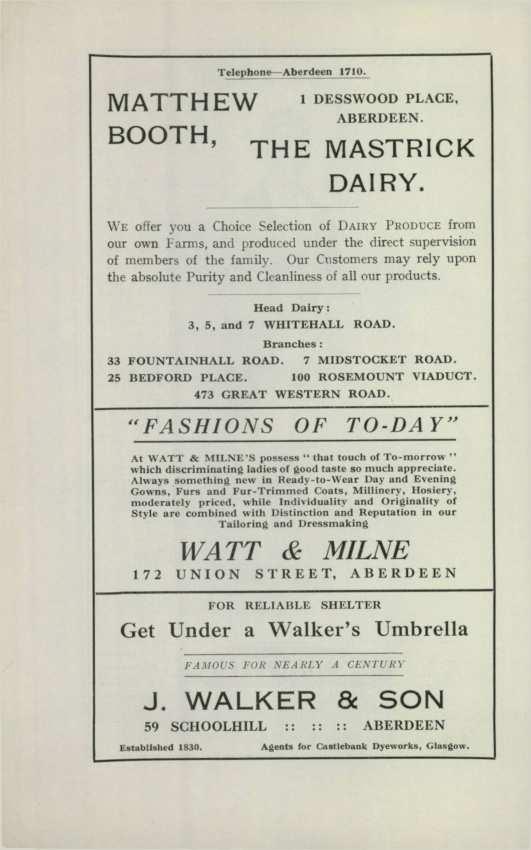 Telephone—Aberdeen 1710.
MATTHEW BOOTH,
1 DESSWOOD PLACE,
ABERDEEN.
THE MASTRICK
DAIRY.
WE offer you a Choice Selection of DAIRY PRODUCE from
our own Farms, and produced under the direct supervision
of members of the family. Our Customers may rely upon
the absolute Purity and Cleanliness of all our products.
Head Dairy:
3, 5, and 7 WHITEHALL ROAD.
Branches:
33 FOUNTAINHALL ROAD. 7 MIDSTOCKET ROAD.
25 BEDFORD PLACE. 100 ROSEMOUNT VIADUCT.
473 GREAT WESTERN ROAD.
"FASHIONS OF TO-DAY"
At WATT & MILNE'S possess "that touch of To-morrow"
which discriminating ladies of good taste so much appreciate.
Always something new in Ready-to-Wear Day and Evening
Gowns, Furs and Fur-Trimmed Coats, Millinery, Hosiery,
moderately priced, while Individuality and Originality of
Style are combined with Distinction and Reputation in our
Tailoring and Dressmaking
WATT & MILNE
172 UNION STREET, ABERDEEN
FOR RELIABLE SHELTER
Get Under a Walker's Umbrella
FAMOUS FOR NEARLY A CENTURY
J. WALKER & SON
59 SCHOOLHILL :: :: :: ABERDEEN
Established 1830. Agents for Castlebank Dyeworks, Glasgow.